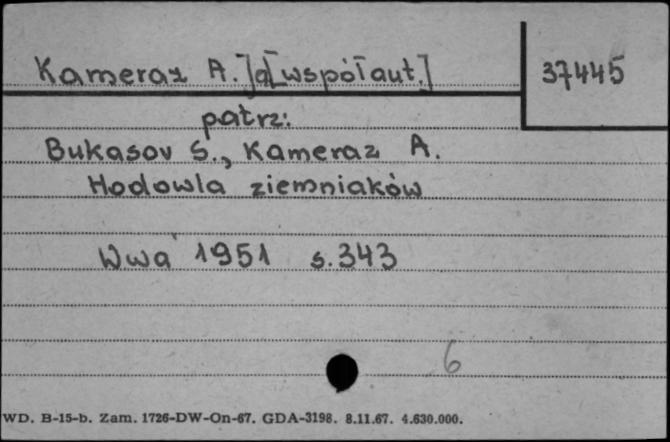 Kameraz A. [współaut.]
37445
patrz:
Bukasov S., Kameraz A.
Hodowla ziemniaków
Wwa 1951 s. 343
6
WD. B-15-b. Zam. 1726-DW-On-67. GDA-3198. 8.11.67. 4.630.000.